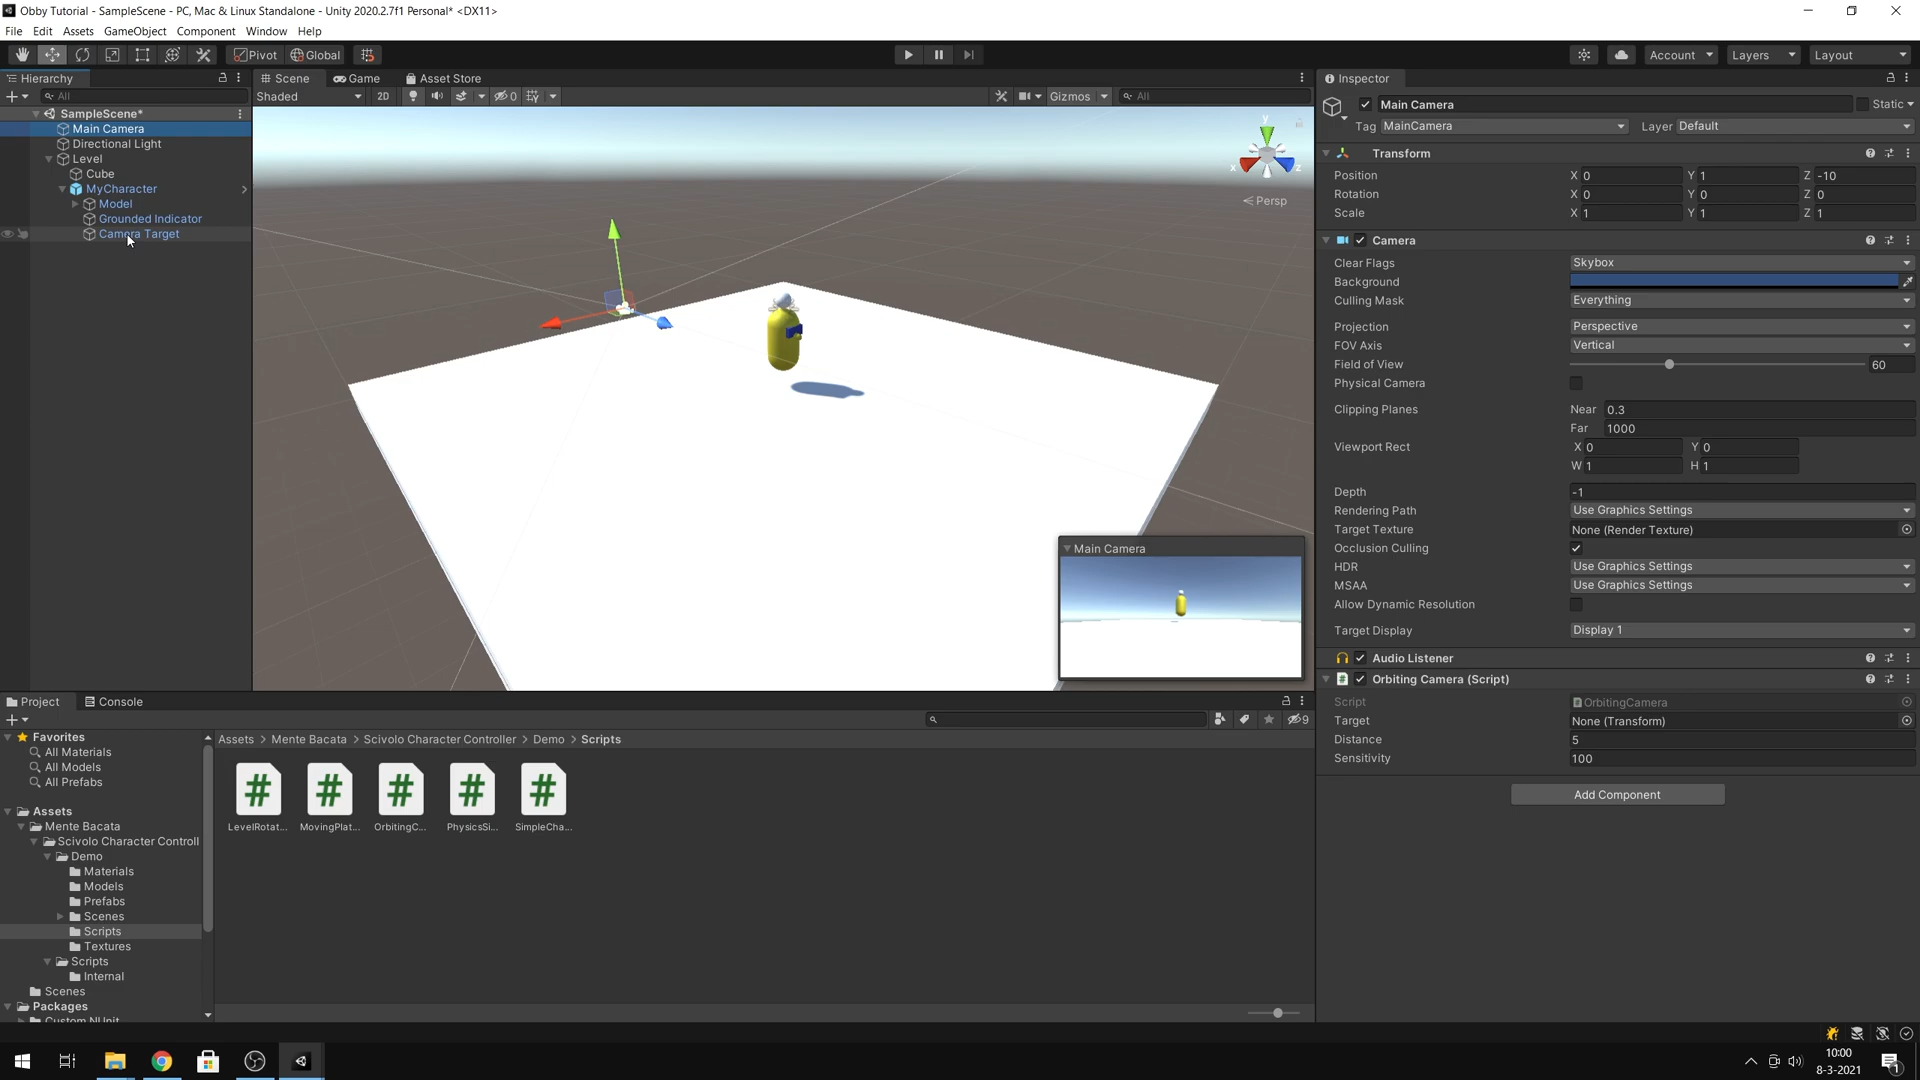 Obby Tutorial - SampleScene - PC, Mac & Linux Standalone - Unity 2020.2.7f1 Personal* <DX11>
File Edit Assets GameObject Component Window Help
Pivot Global Account Layers Layout
Hierarchy
All
SampleScene*
Main Camera
Directional Light
Level
Cube
MyCharacter
Model
Grounded Indicator
Camera Target
Scene Game Asset Store
Shaded 2D 0 Gizmos All
y
x z
Persp
Main Camera
Inspector
Main Camera Static
Tag MainCamera Layer Default
Transform
Position X 0 Y 1 Z -10
Rotation X 0 Y 0 Z 0
Scale X 1 Y 1 Z 1
Camera
Clear Flags Skybox
Background
Culling Mask Everything
Projection Perspective
FOV Axis Vertical
Field of View 60
Physical Camera
Clipping Planes Near 0.3
Far 1000
Viewport Rect X 0 Y 0
W 1 H 1
Depth -1
Rendering Path Use Graphics Settings
Target Texture None (Render Texture)
Occlusion Culling
HDR Use Graphics Settings
MSAA Use Graphics Settings
Allow Dynamic Resolution
Target Display Display 1
Audio Listener
Orbiting Camera (Script)
Script OrbitingCamera
Target None (Transform)
Distance 5
Sensitivity 100
Add Component
Project Console
9
Favorites
All Materials
All Models
All Prefabs
Assets
Mente Bacata
Scivolo Character Controll
Demo
Materials
Models
Prefabs
Scenes
Scripts
Textures
Scripts
Internal
Scenes
Packages
Custom NUnit
Assets > Mente Bacata > Scivolo Character Controller > Demo > Scripts
LevelRotat... MovingPlat... OrbitingC... PhysicsSi... SimpleCha...
10:00
8-3-2021
1